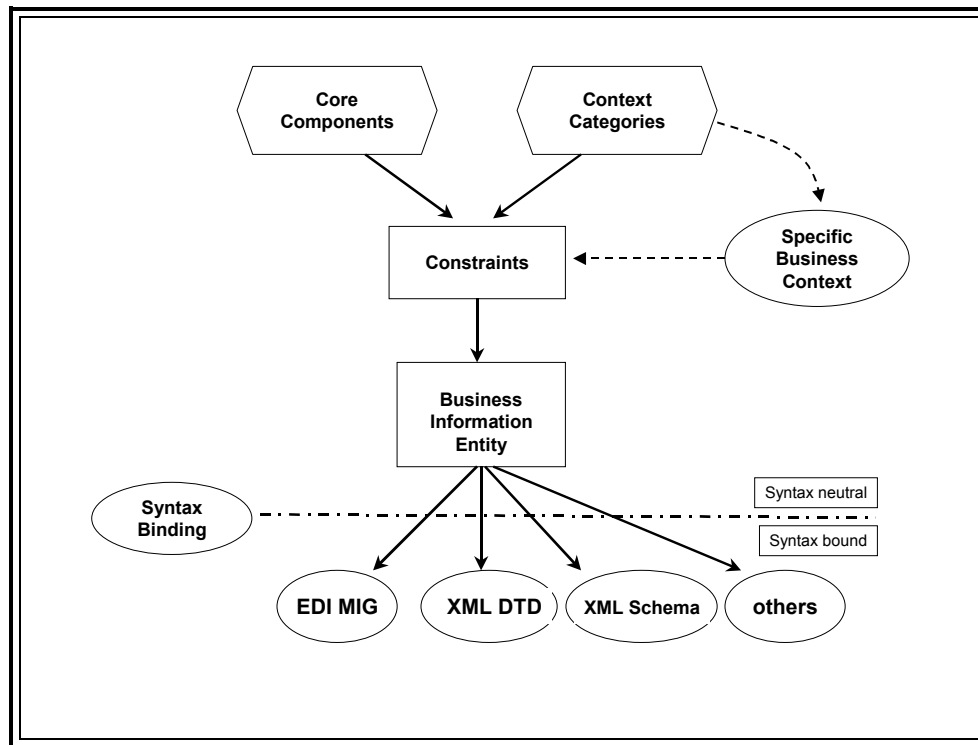 Core
Components
Context
Categories
Specific
Business
Context
Constraints
Business
Information
Entity
Syntax neutral
Syntax
Binding
Syntax bound
EDI MIG
XML DTD
XML Schema
others